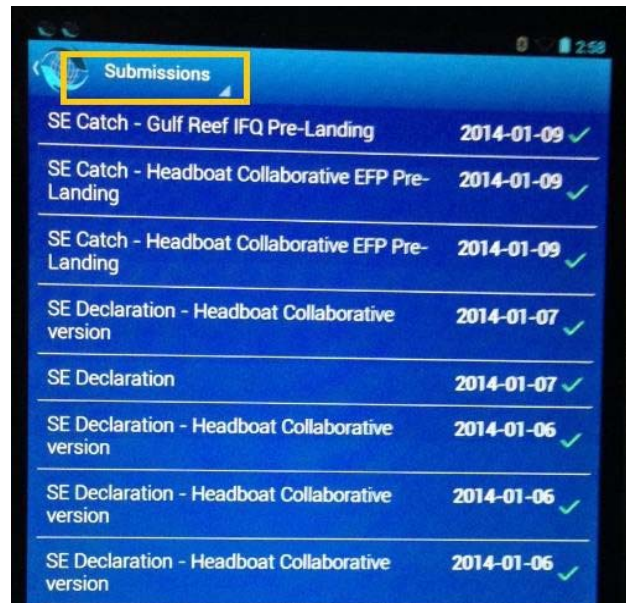 2:58
Submissions
SE Catch - Gulf Reef IFQ Pre-Landing 2014-01-09
SE Catch - Headboat Collaborative EFP Pre- 2014-01-09
Landing
SE Catch - Headboat Collaborative EFP Pre- 2014-01-09
Landing
SE Declaration - Headboat Collaborative 2014-01-07
version
SE Declaration 2014-01-07
SE Declaration - Headboat Collaborative 2014-01-06
version
SE Declaration - Headboat Collaborative 2014-01-06
version
SE Declaration - Headboat Collaborative 2014-01-06
version